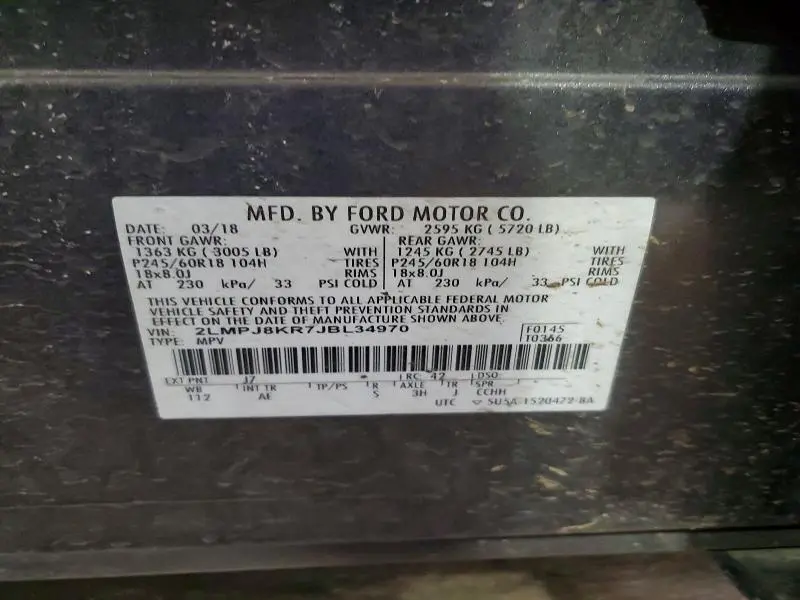 MFD. BY FORD MOTOR CO.
DATE: 03/18 GVWR: 2595 KG ( 5720 LB)
FRONT GAWR: REAR GAWR:
1363 KG ( 3005 LB) WITH 1245 KG ( 2745 LB) WITH
P245/60R18 104H TIRES P245/60R18 104H TIRES
18x8.0J RIMS 18x8.0J RIMS
AT 230 kPa/ 33 PSI COLD AT 230 kPa/ 33 PSI COLD
THIS VEHICLE CONFORMS TO ALL APPLICABLE FEDERAL MOTOR
VEHICLE SAFETY AND THEFT PREVENTION STANDARDS IN
EFFECT ON THE DATE OF MANUFACTURE SHOWN ABOVE.
VIN: 2LMPJ8KR7JBL34970 F0145
TYPE: MPV T0366
EXT PNT J7 * RC: 42 DSO:
WB INT TR TP/PS R AXLE TR SPR
112 AE S 3H J CCHH
UTC ▽ SU5A-1520472-BA